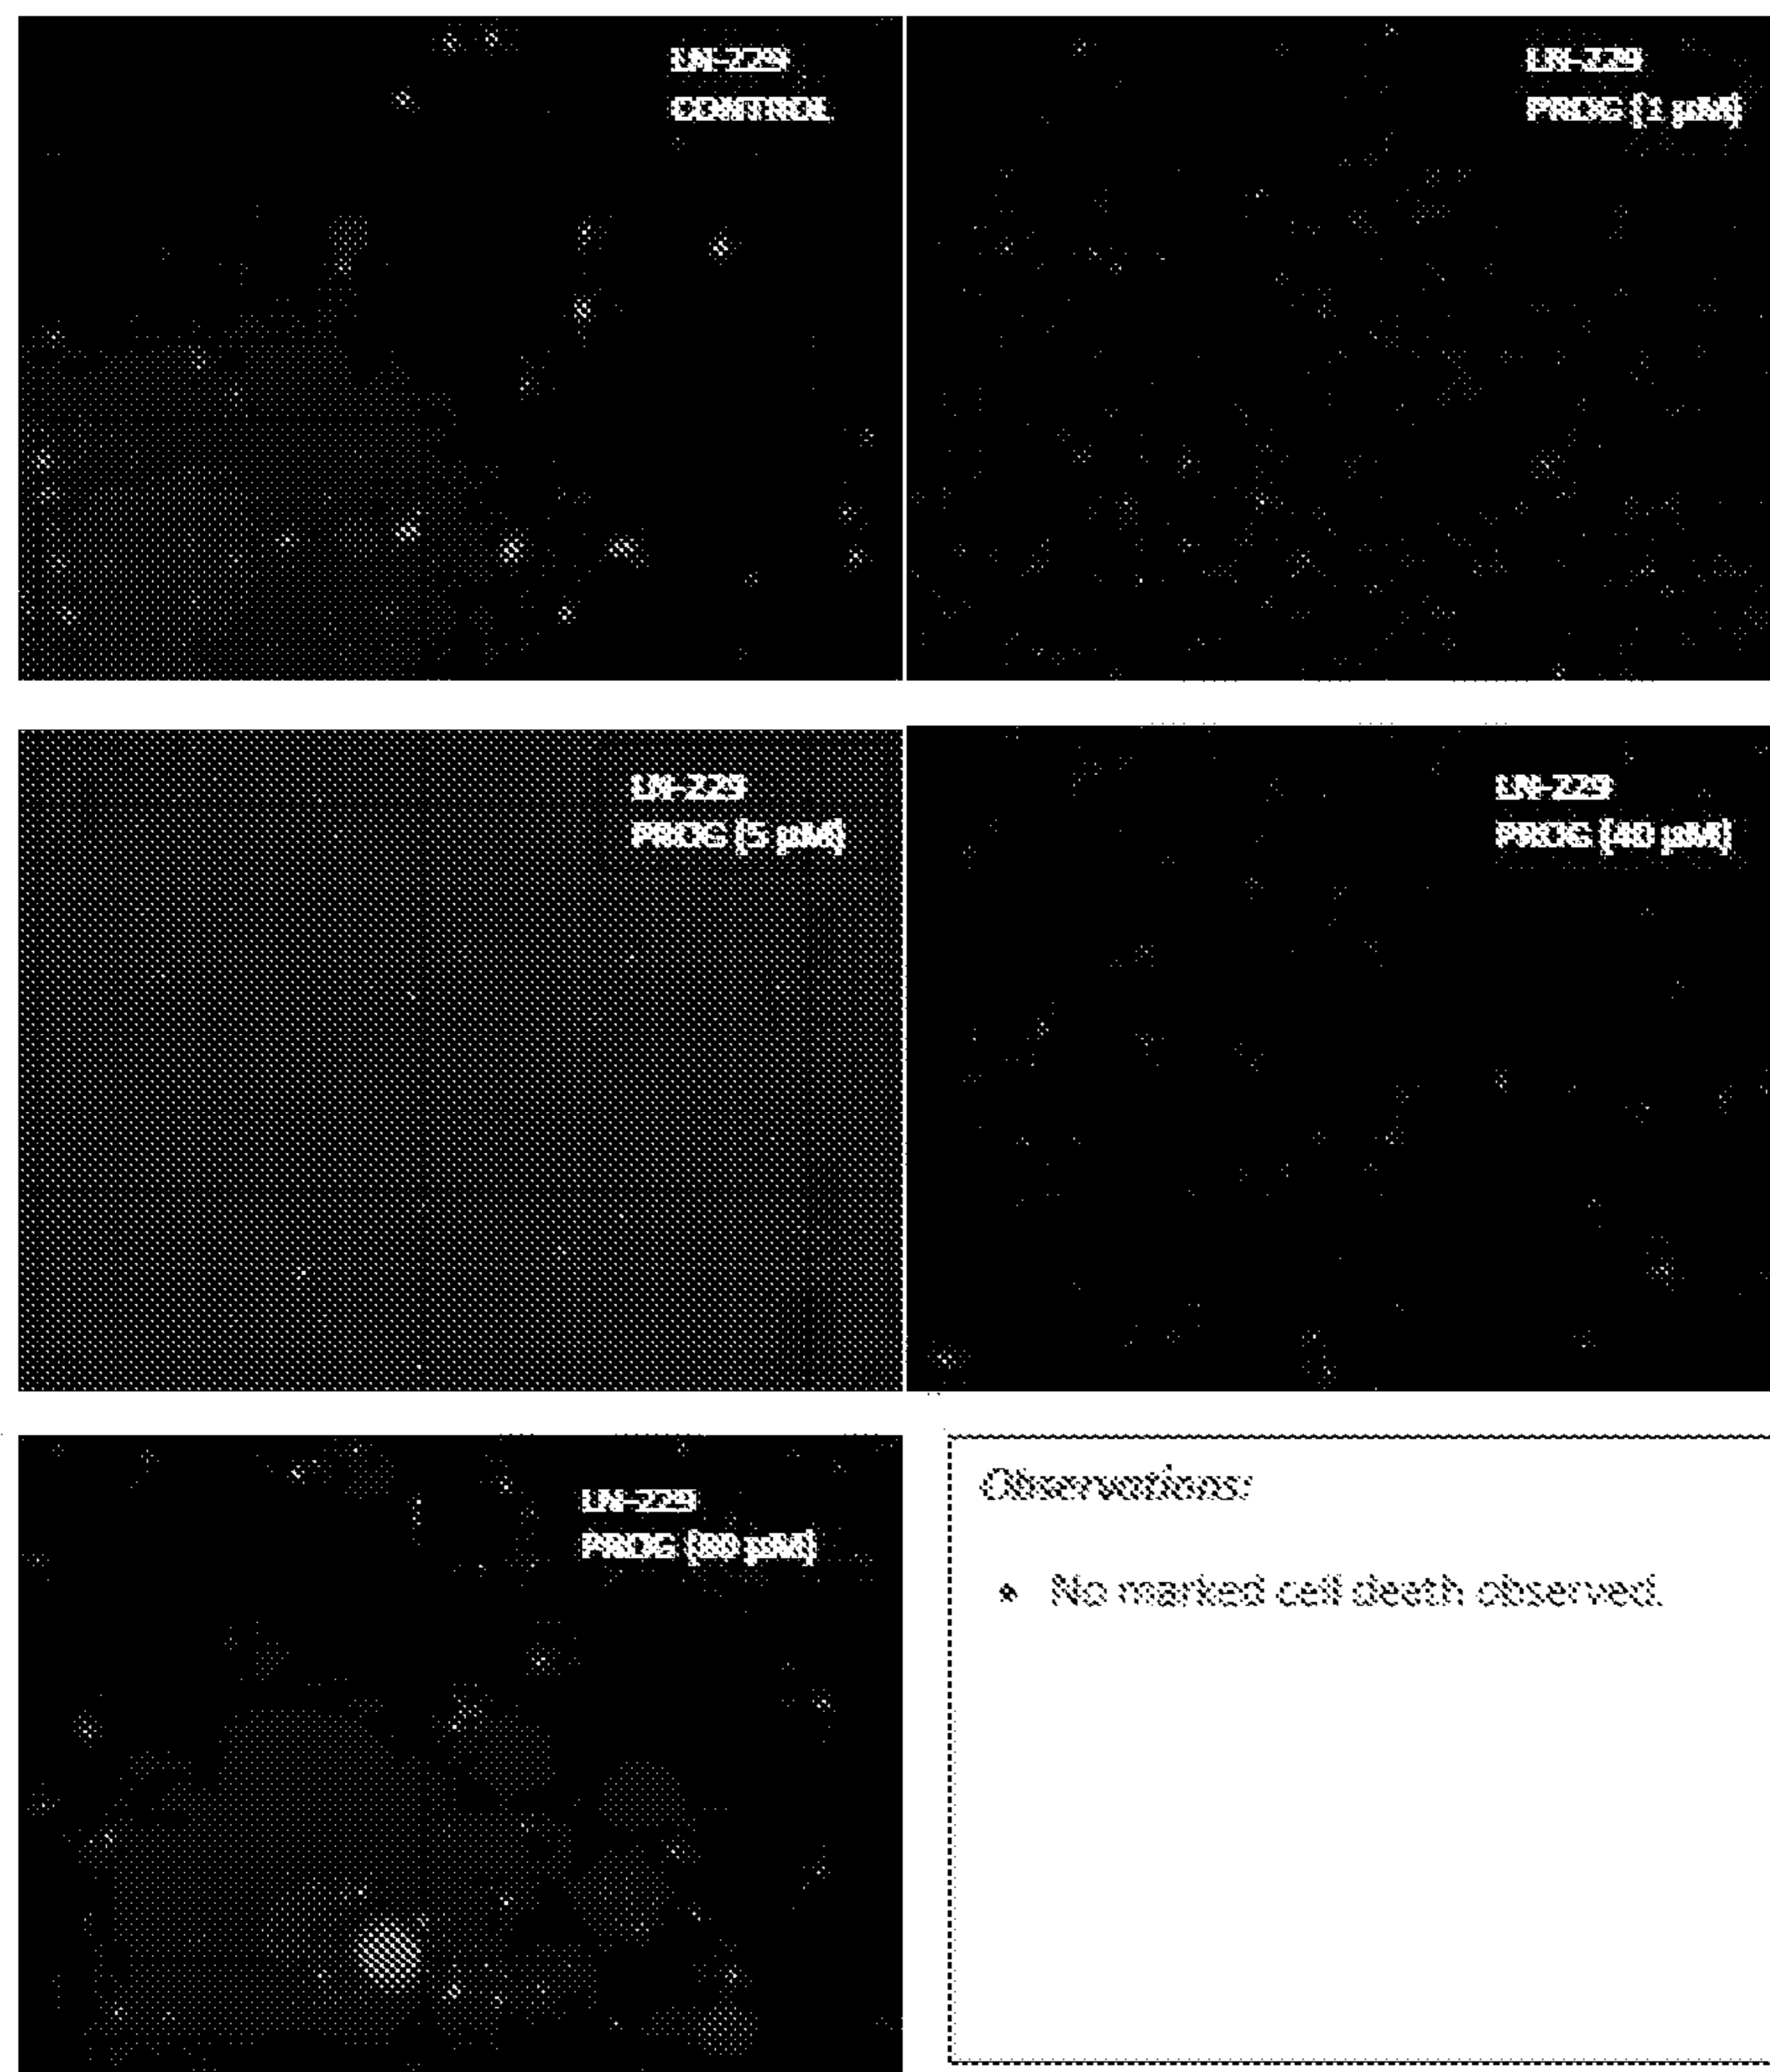 LN-229
CONTROL
LN-229
PROG (1 µM)
LN-229
PROG (5 µM)
LN-229
PROG (40 µM)
LN-229
PROG (80 µM)
Observations:
• No marked cell death observed.